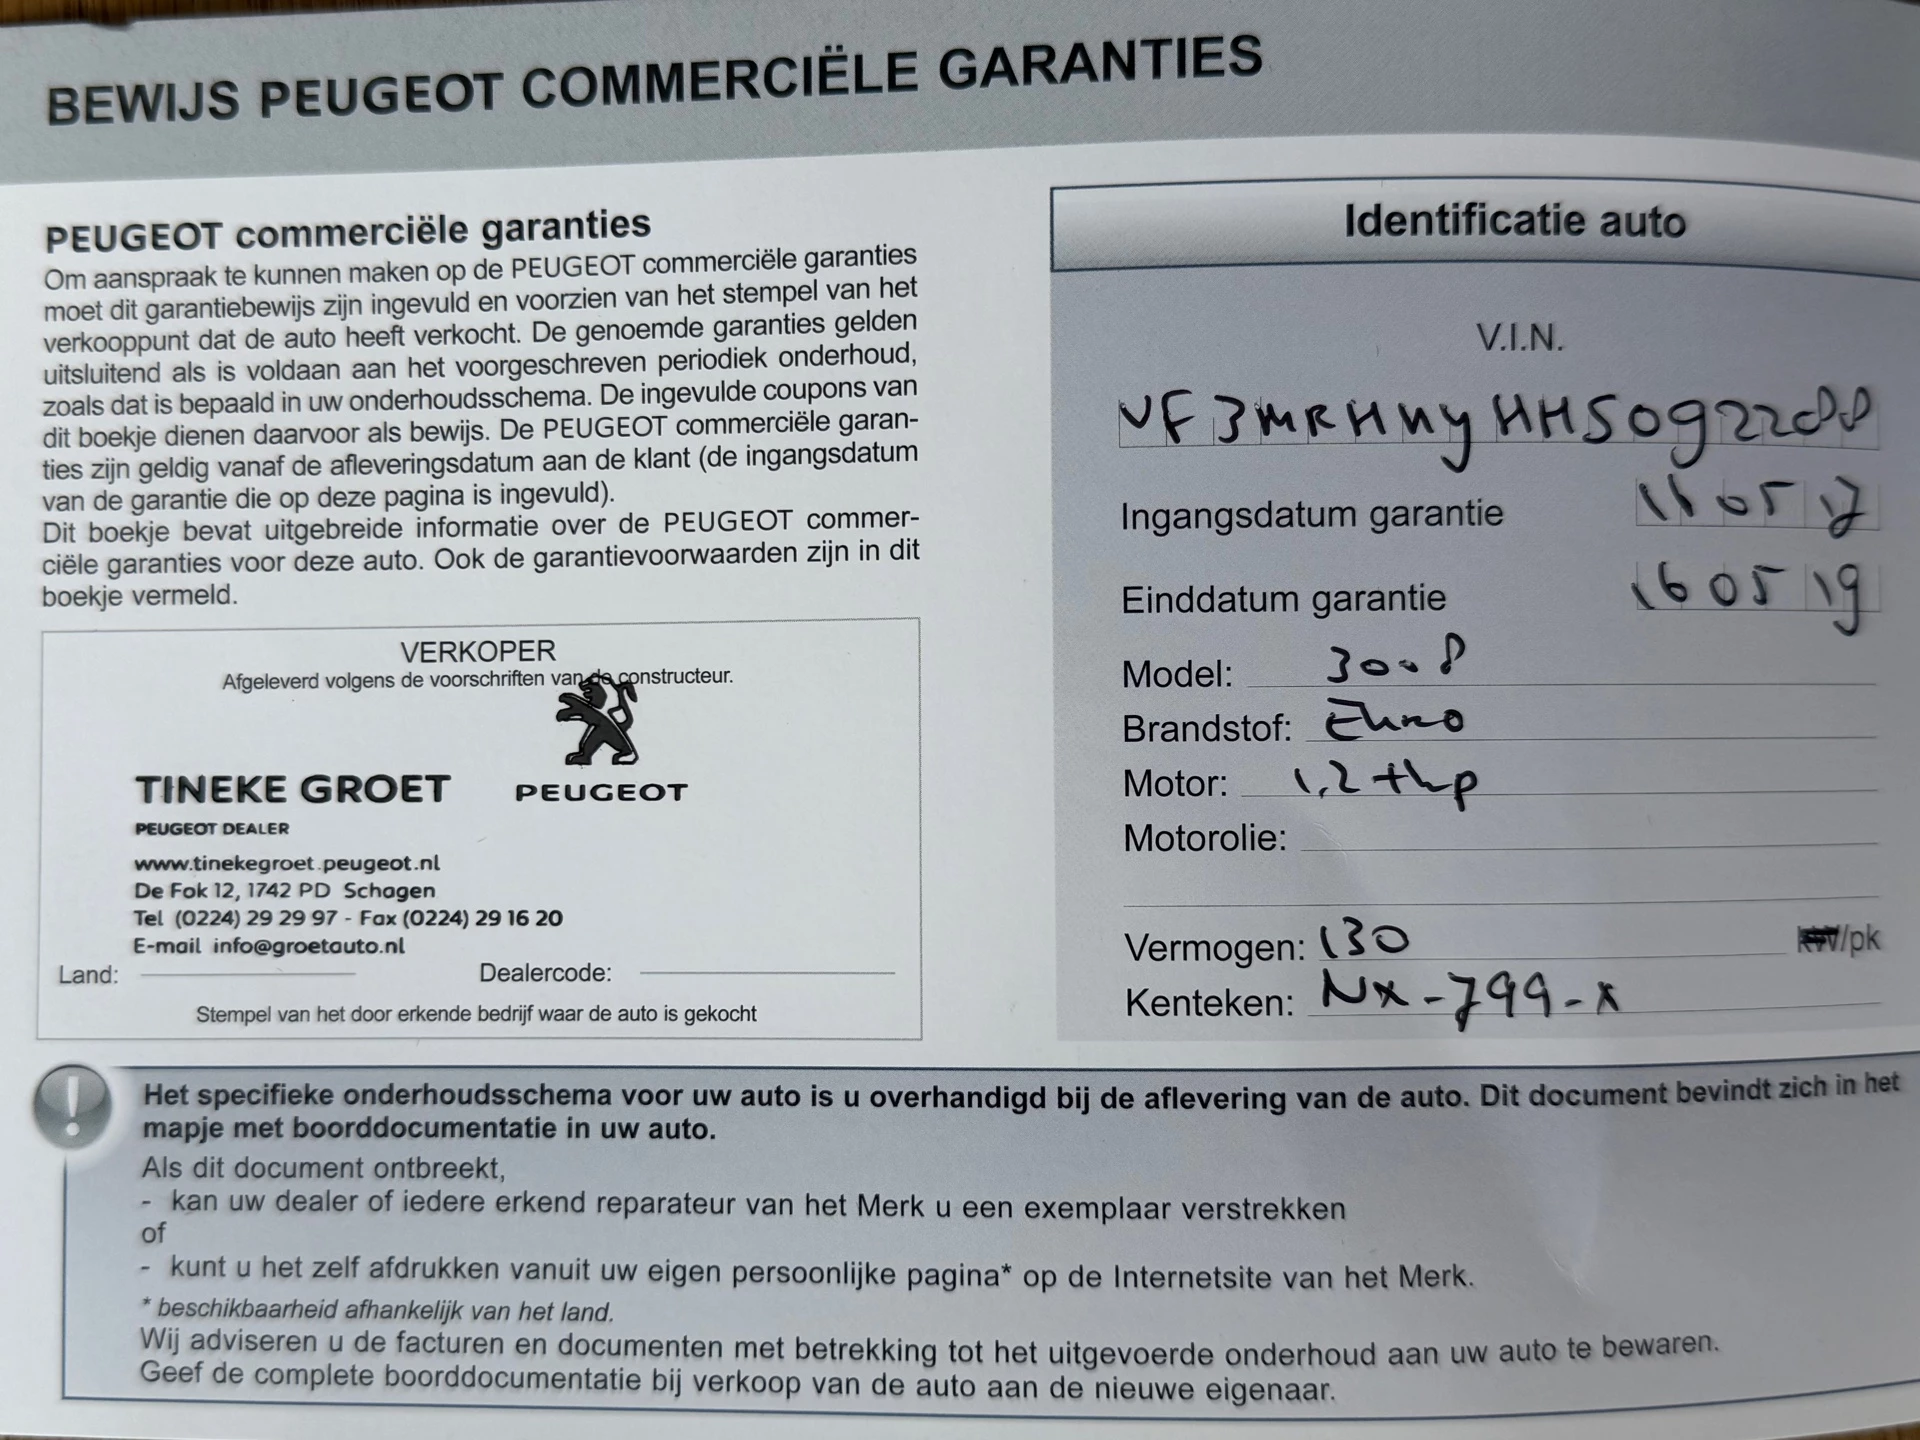 BEWIJS PEUGEOT COMMERCIËLE GARANTIES
PEUGEOT commerciële garanties
Om aanspraak te kunnen maken op de PEUGEOT commerciële garanties
moet dit garantiebewijs zijn ingevuld en voorzien van het stempel van het
verkooppunt dat de auto heeft verkocht. De genoemde garanties gelden
uitsluitend als is voldaan aan het voorgeschreven periodiek onderhoud,
zoals dat is bepaald in uw onderhoudsschema. De ingevulde coupons van
dit boekje dienen daarvoor als bewijs. De PEUGEOT commerciële garan-
ties zijn geldig vanaf de afleveringsdatum aan de klant (de ingangsdatum
van de garantie die op deze pagina is ingevuld).
Dit boekje bevat uitgebreide informatie over de PEUGEOT commer-
ciële garanties voor deze auto. Ook de garantievoorwaarden zijn in dit
boekje vermeld.
VERKOPER
Afgeleverd volgens de voorschriften van de constructeur.
TINEKE GROET
PEUGEOT
PEUGEOT DEALER
www.tinekegroet.peugeot.nl
De Fok 12, 1742 PD Schagen
Tel (0224) 29 29 97 - Fax (0224) 29 16 20
E-mail info@groetauto.nl
Land: Dealercode:
Stempel van het door erkende bedrijf waar de auto is gekocht
Identificatie auto
V.I.N.
VF3MRHNYHHS092208
Ingangsdatum garantie 05 17
Einddatum garantie 16 05 19
Model: 3008
Brandstof: Euro
Motor: 1,2 thp
Motorolie:
Vermogen: 130 kW/pk
Kenteken: NX-799-X
Het specifieke onderhoudsschema voor uw auto is u overhandigd bij de aflevering van de auto. Dit document bevindt zich in het
mapje met boorddocumentatie in uw auto.
Als dit document ontbreekt,
- kan uw dealer of iedere erkend reparateur van het Merk u een exemplaar verstrekken
of
- kunt u het zelf afdrukken vanuit uw eigen persoonlijke pagina* op de Internetsite van het Merk.
* beschikbaarheid afhankelijk van het land.
Wij adviseren u de facturen en documenten met betrekking tot het uitgevoerde onderhoud aan uw auto te bewaren.
Geef de complete boorddocumentatie bij verkoop van de auto aan de nieuwe eigenaar.